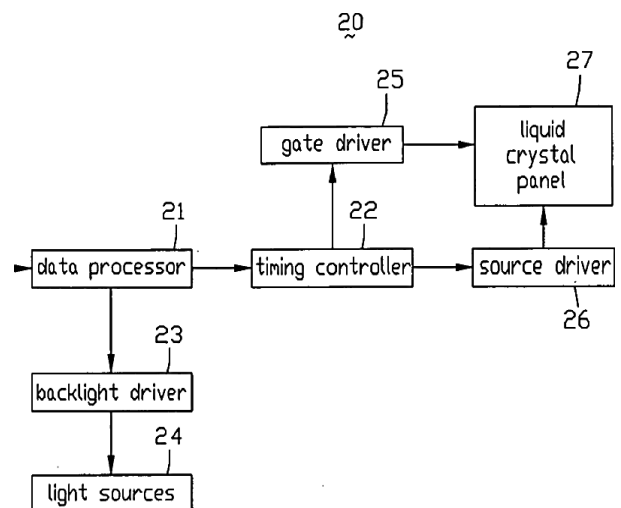 20
25
27
gate driver
liquid
crystal
panel
21
22
data processor
timing controller
source driver
26
23
backlight driver
24
light sources